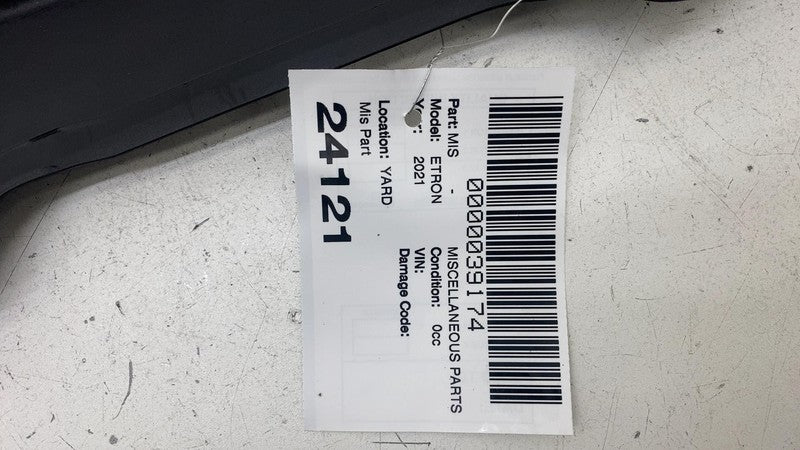 0000039174
Part: MIS - MISCELLANEOUS PARTS
Model: ETRON Condition: 0cc
Year: 2021 VIN:
Damage Code:
Location: YARD
Mis Part
24121